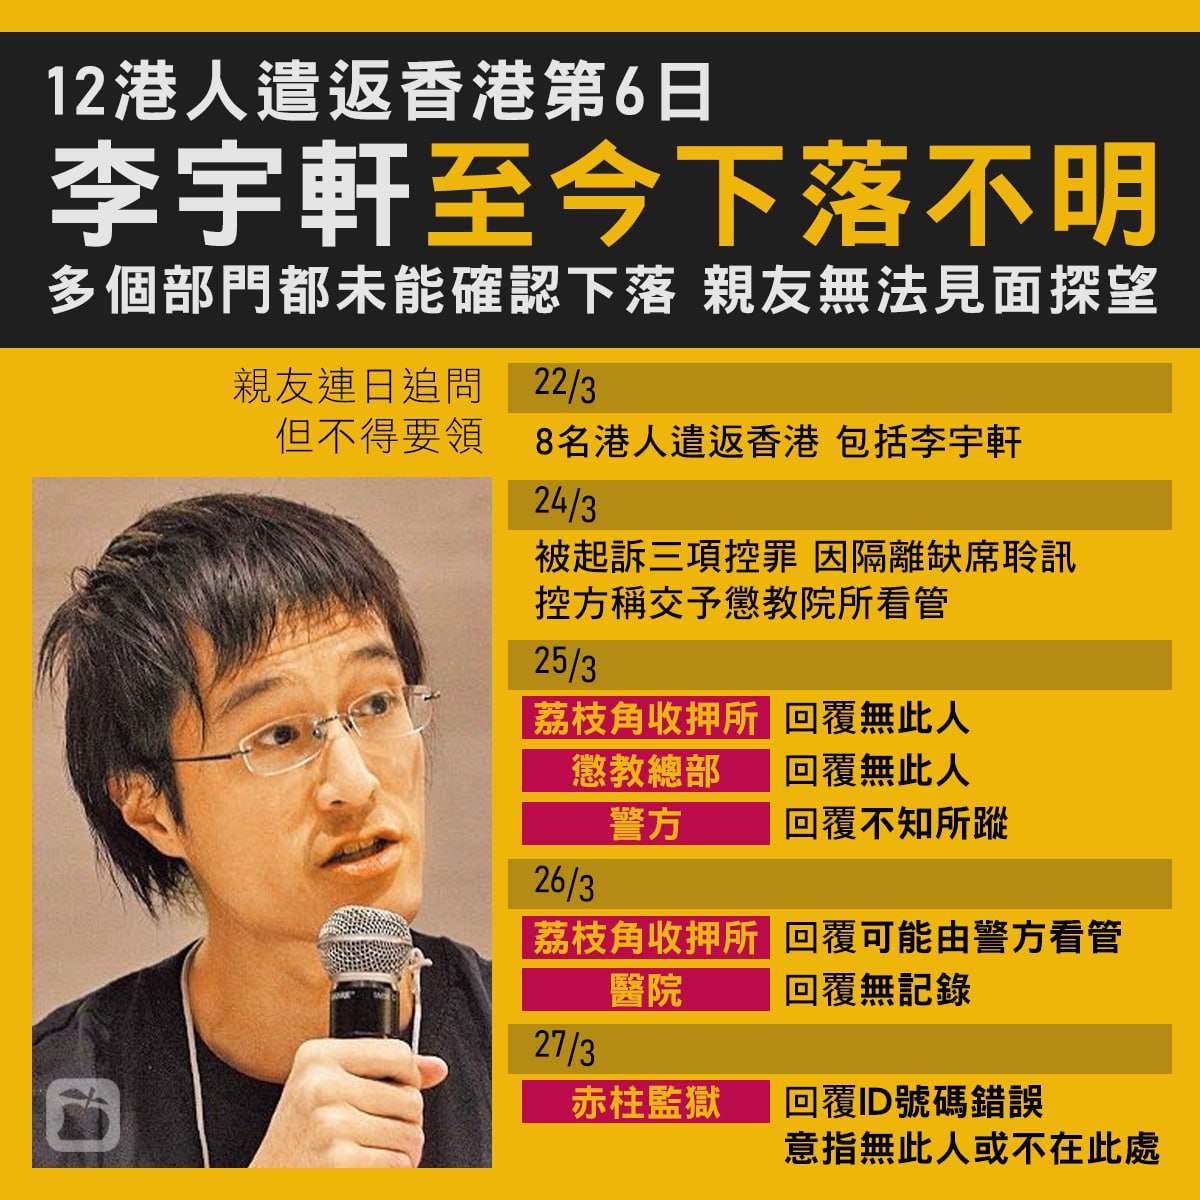 12港人遣返香港第6日
李宇軒至今下落不明
多個部門都未能確認下落 親友無法見面探望
親友連日追問
但不得要領
22/3
8名港人遣返香港 包括李宇軒
24/3
被起訴三項控罪 因隔離缺席聆訊
控方稱交予懲教院所看管
25/3
荔枝角收押所 回覆無此人
懲教總部 回覆無此人
警方 回覆不知所蹤
26/3
荔枝角收押所 回覆可能由警方看管
醫院 回覆無記錄
27/3
赤柱監獄 回覆ID號碼錯誤
意指無此人或不在此處